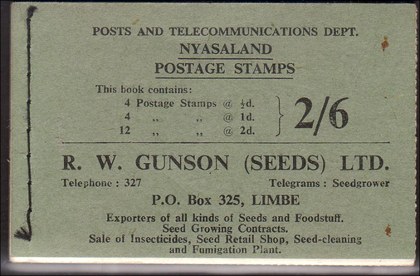 POSTS AND TELECOMMUNICATIONS DEPT.
NYASALAND
POSTAGE STAMPS
This book contains:
4 Postage Stamps @ ½d.
4 ,, ,, @ 1d.
12 ,, ,, @ 2d.
2/6
R. W. GUNSON (SEEDS) LTD.
Telephone : 327 Telegrams : Seedgrower
P.O. Box 325, LIMBE
Exporters of all kinds of Seeds and Foodstuff.
Seed Growing Contracts.
Sale of Insecticides, Seed Retail Shop, Seed-cleaning
and Fumigation Plant.